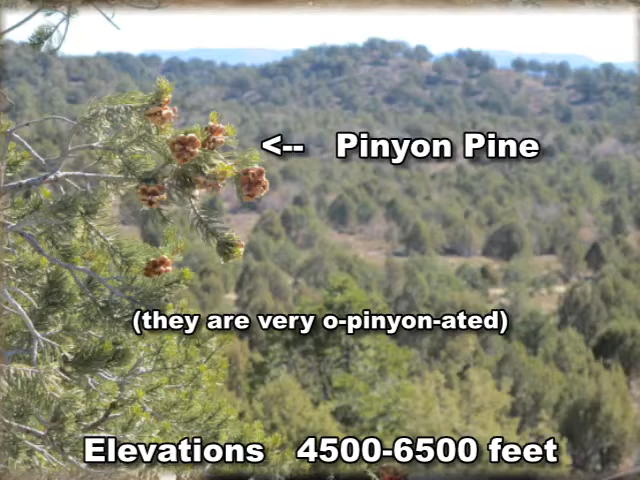 <-- Pinyon Pine
(they are very o-pinyon-ated)
Elevations 4500-6500 feet